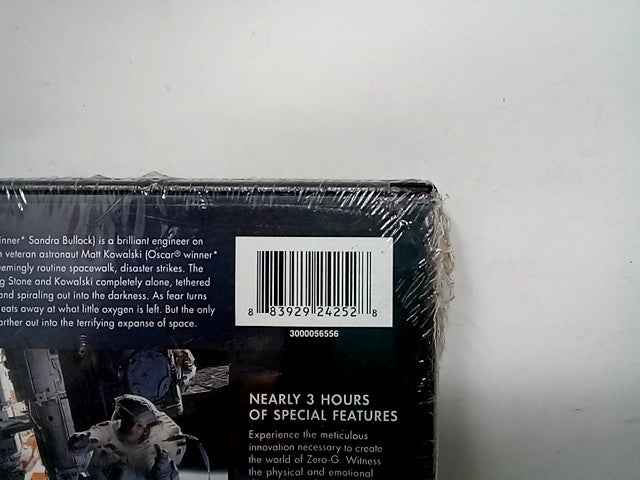 inner* Sandra Bullock) is a brilliant engineer on
n veteran astronaut Matt Kowalski (Oscar® winner*
eemingly routine spacewalk, disaster strikes. The
g Stone and Kowalski completely alone, tethered
and spiraling out into the darkness. As fear turns
eats away at what little oxygen is left. But the only
arther out into the terrifying expanse of space.
8 83929 24252 8
3000056556
NEARLY 3 HOURS
OF SPECIAL FEATURES
Experience the meticulous
innovation necessary to create
the world of Zero-G. Witness
the physical and emotional